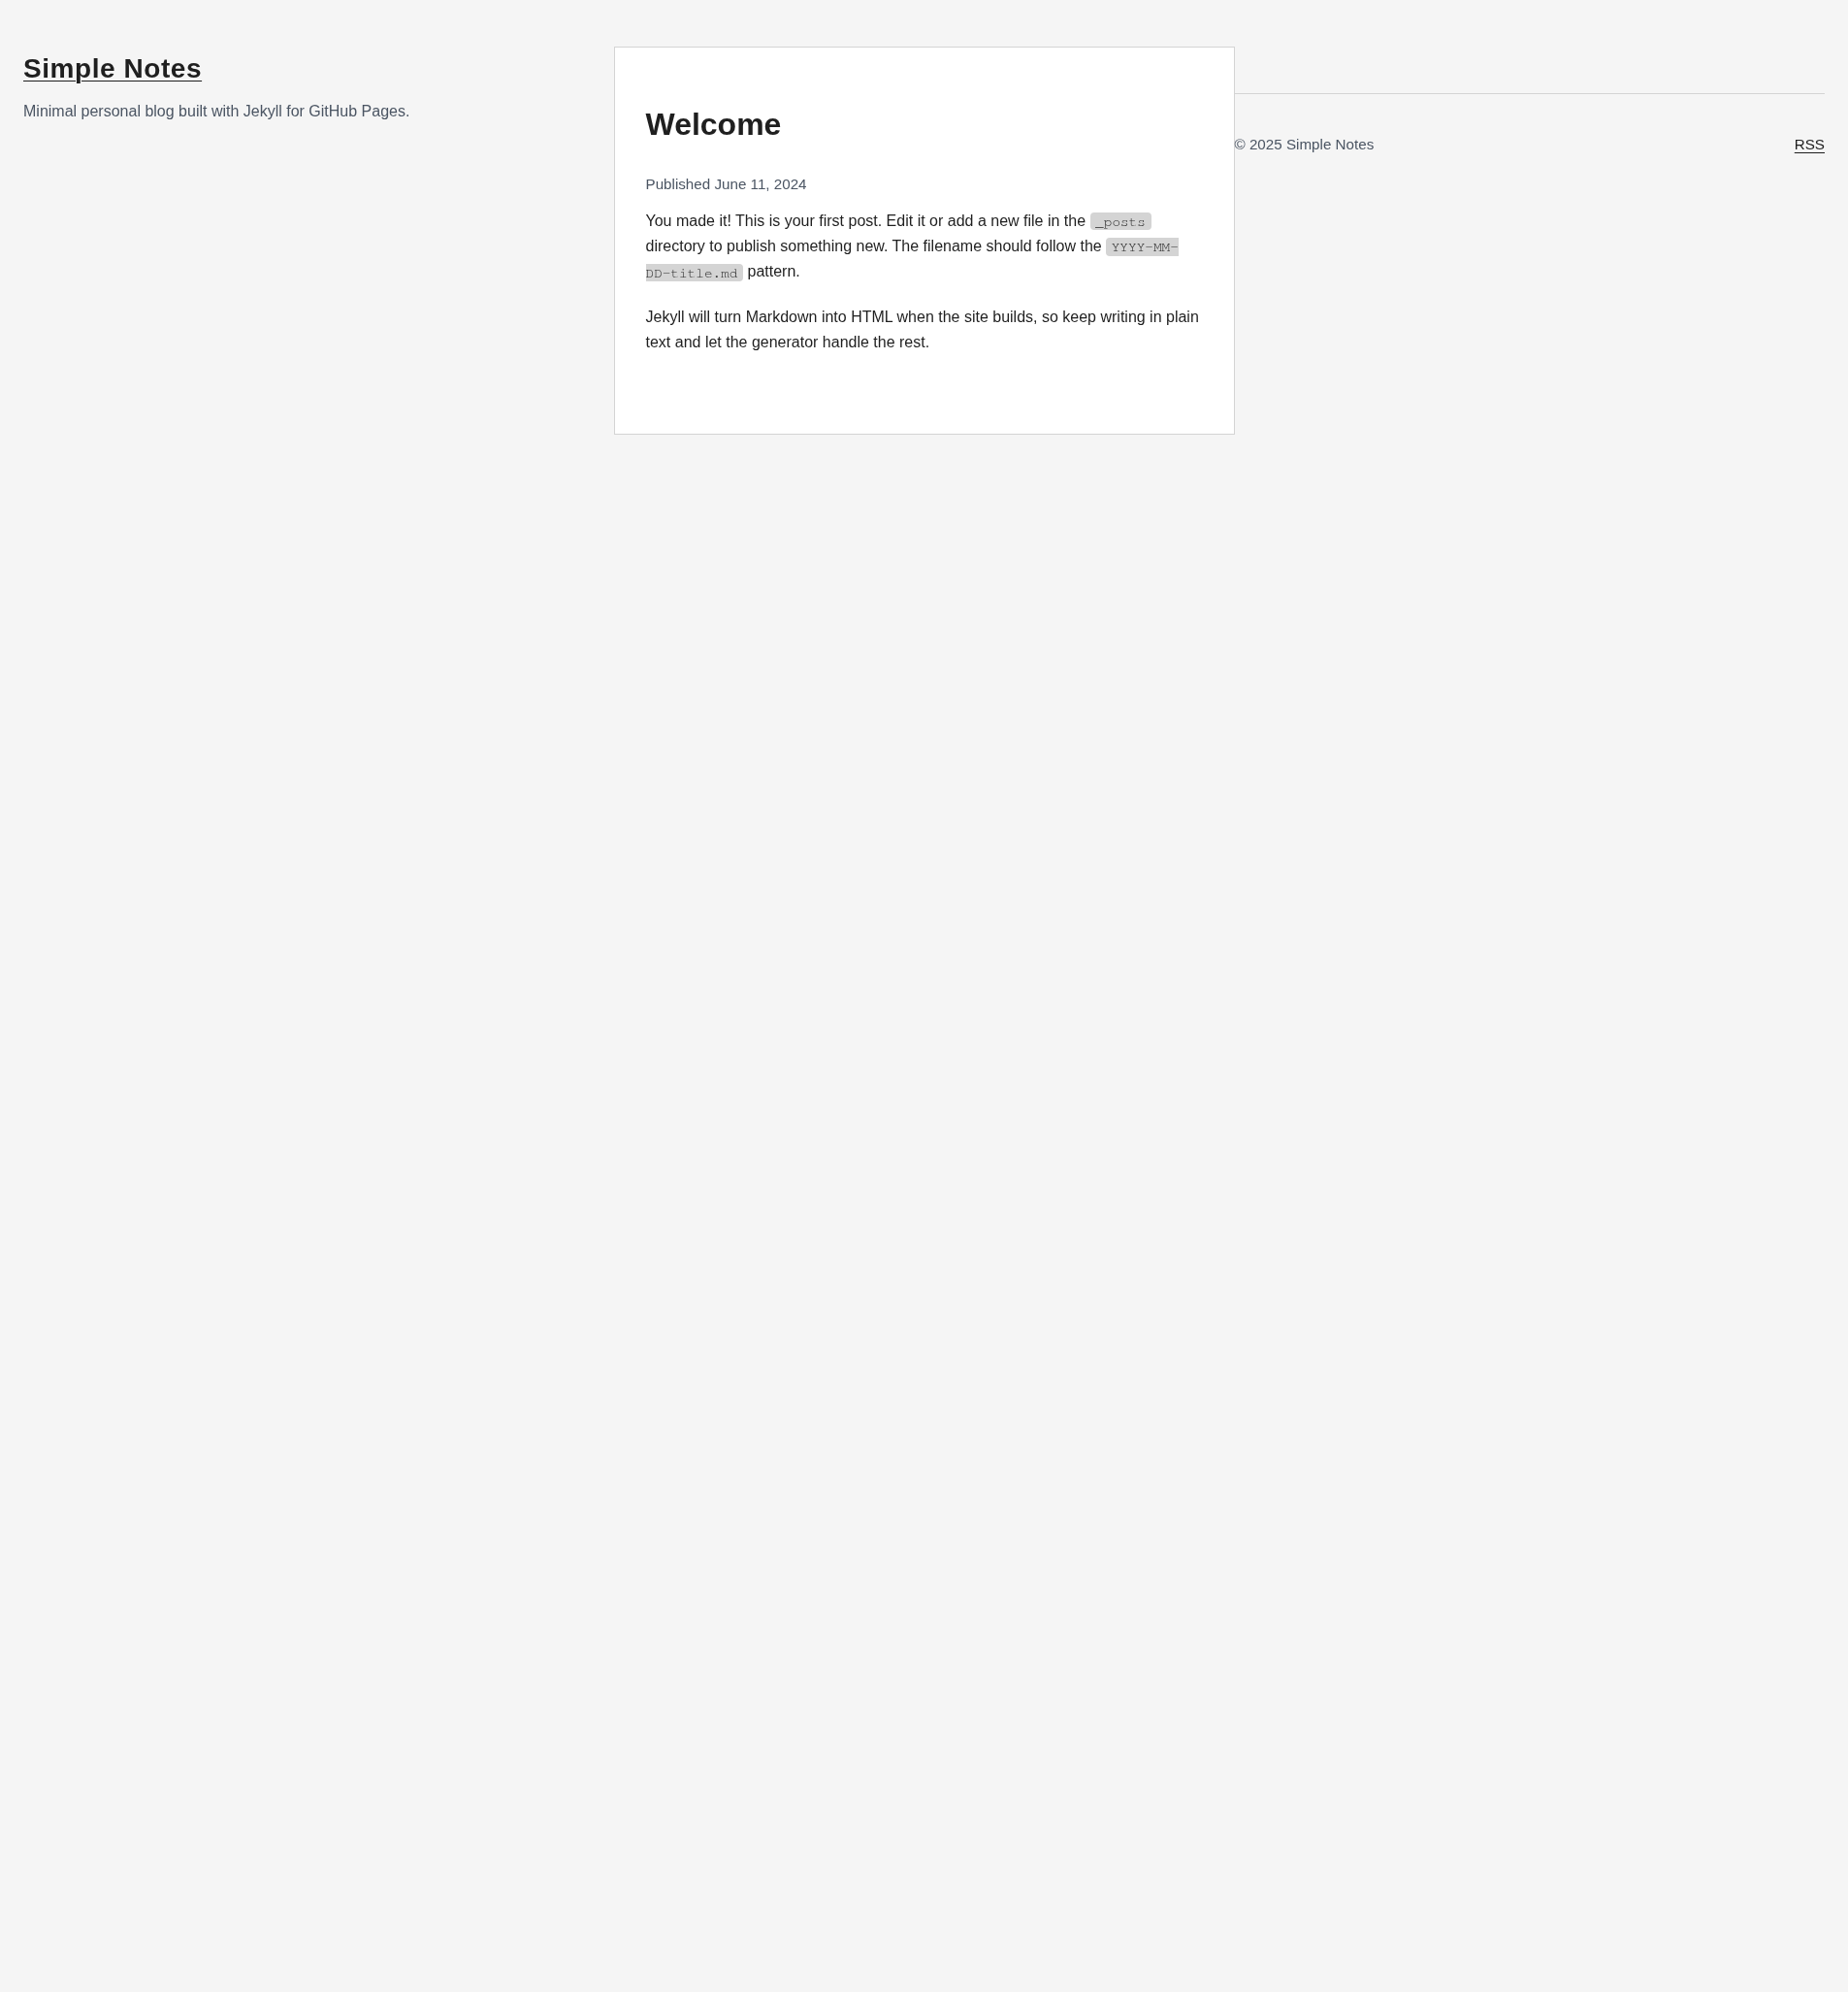 Simple Notes
Minimal personal blog built with Jekyll for GitHub Pages.
Welcome
Published June 11, 2024
You made it! This is your first post. Edit it or add a new file in the _posts
directory to publish something new. The filename should follow the YYYY-MM-
DD-title.md pattern.
Jekyll will turn Markdown into HTML when the site builds, so keep writing in plain
text and let the generator handle the rest.
© 2025 Simple Notes
RSS